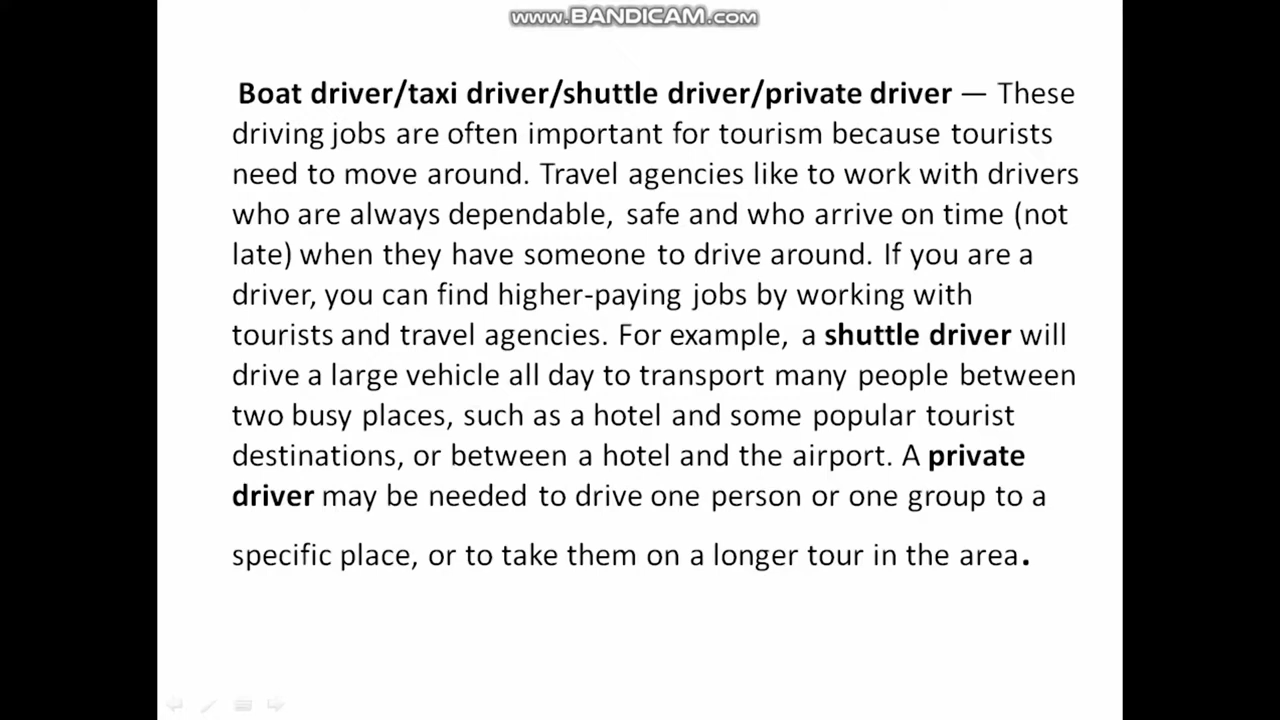 www.BANDICAM.com
Boat driver/taxi driver/shuttle driver/private driver — These
driving jobs are often important for tourism because tourists
need to move around. Travel agencies like to work with drivers
who are always dependable, safe and who arrive on time (not
late) when they have someone to drive around. If you are a
driver, you can find higher-paying jobs by working with
tourists and travel agencies. For example, a shuttle driver will
drive a large vehicle all day to transport many people between
two busy places, such as a hotel and some popular tourist
destinations, or between a hotel and the airport. A private
driver may be needed to drive one person or one group to a
specific place, or to take them on a longer tour in the area.